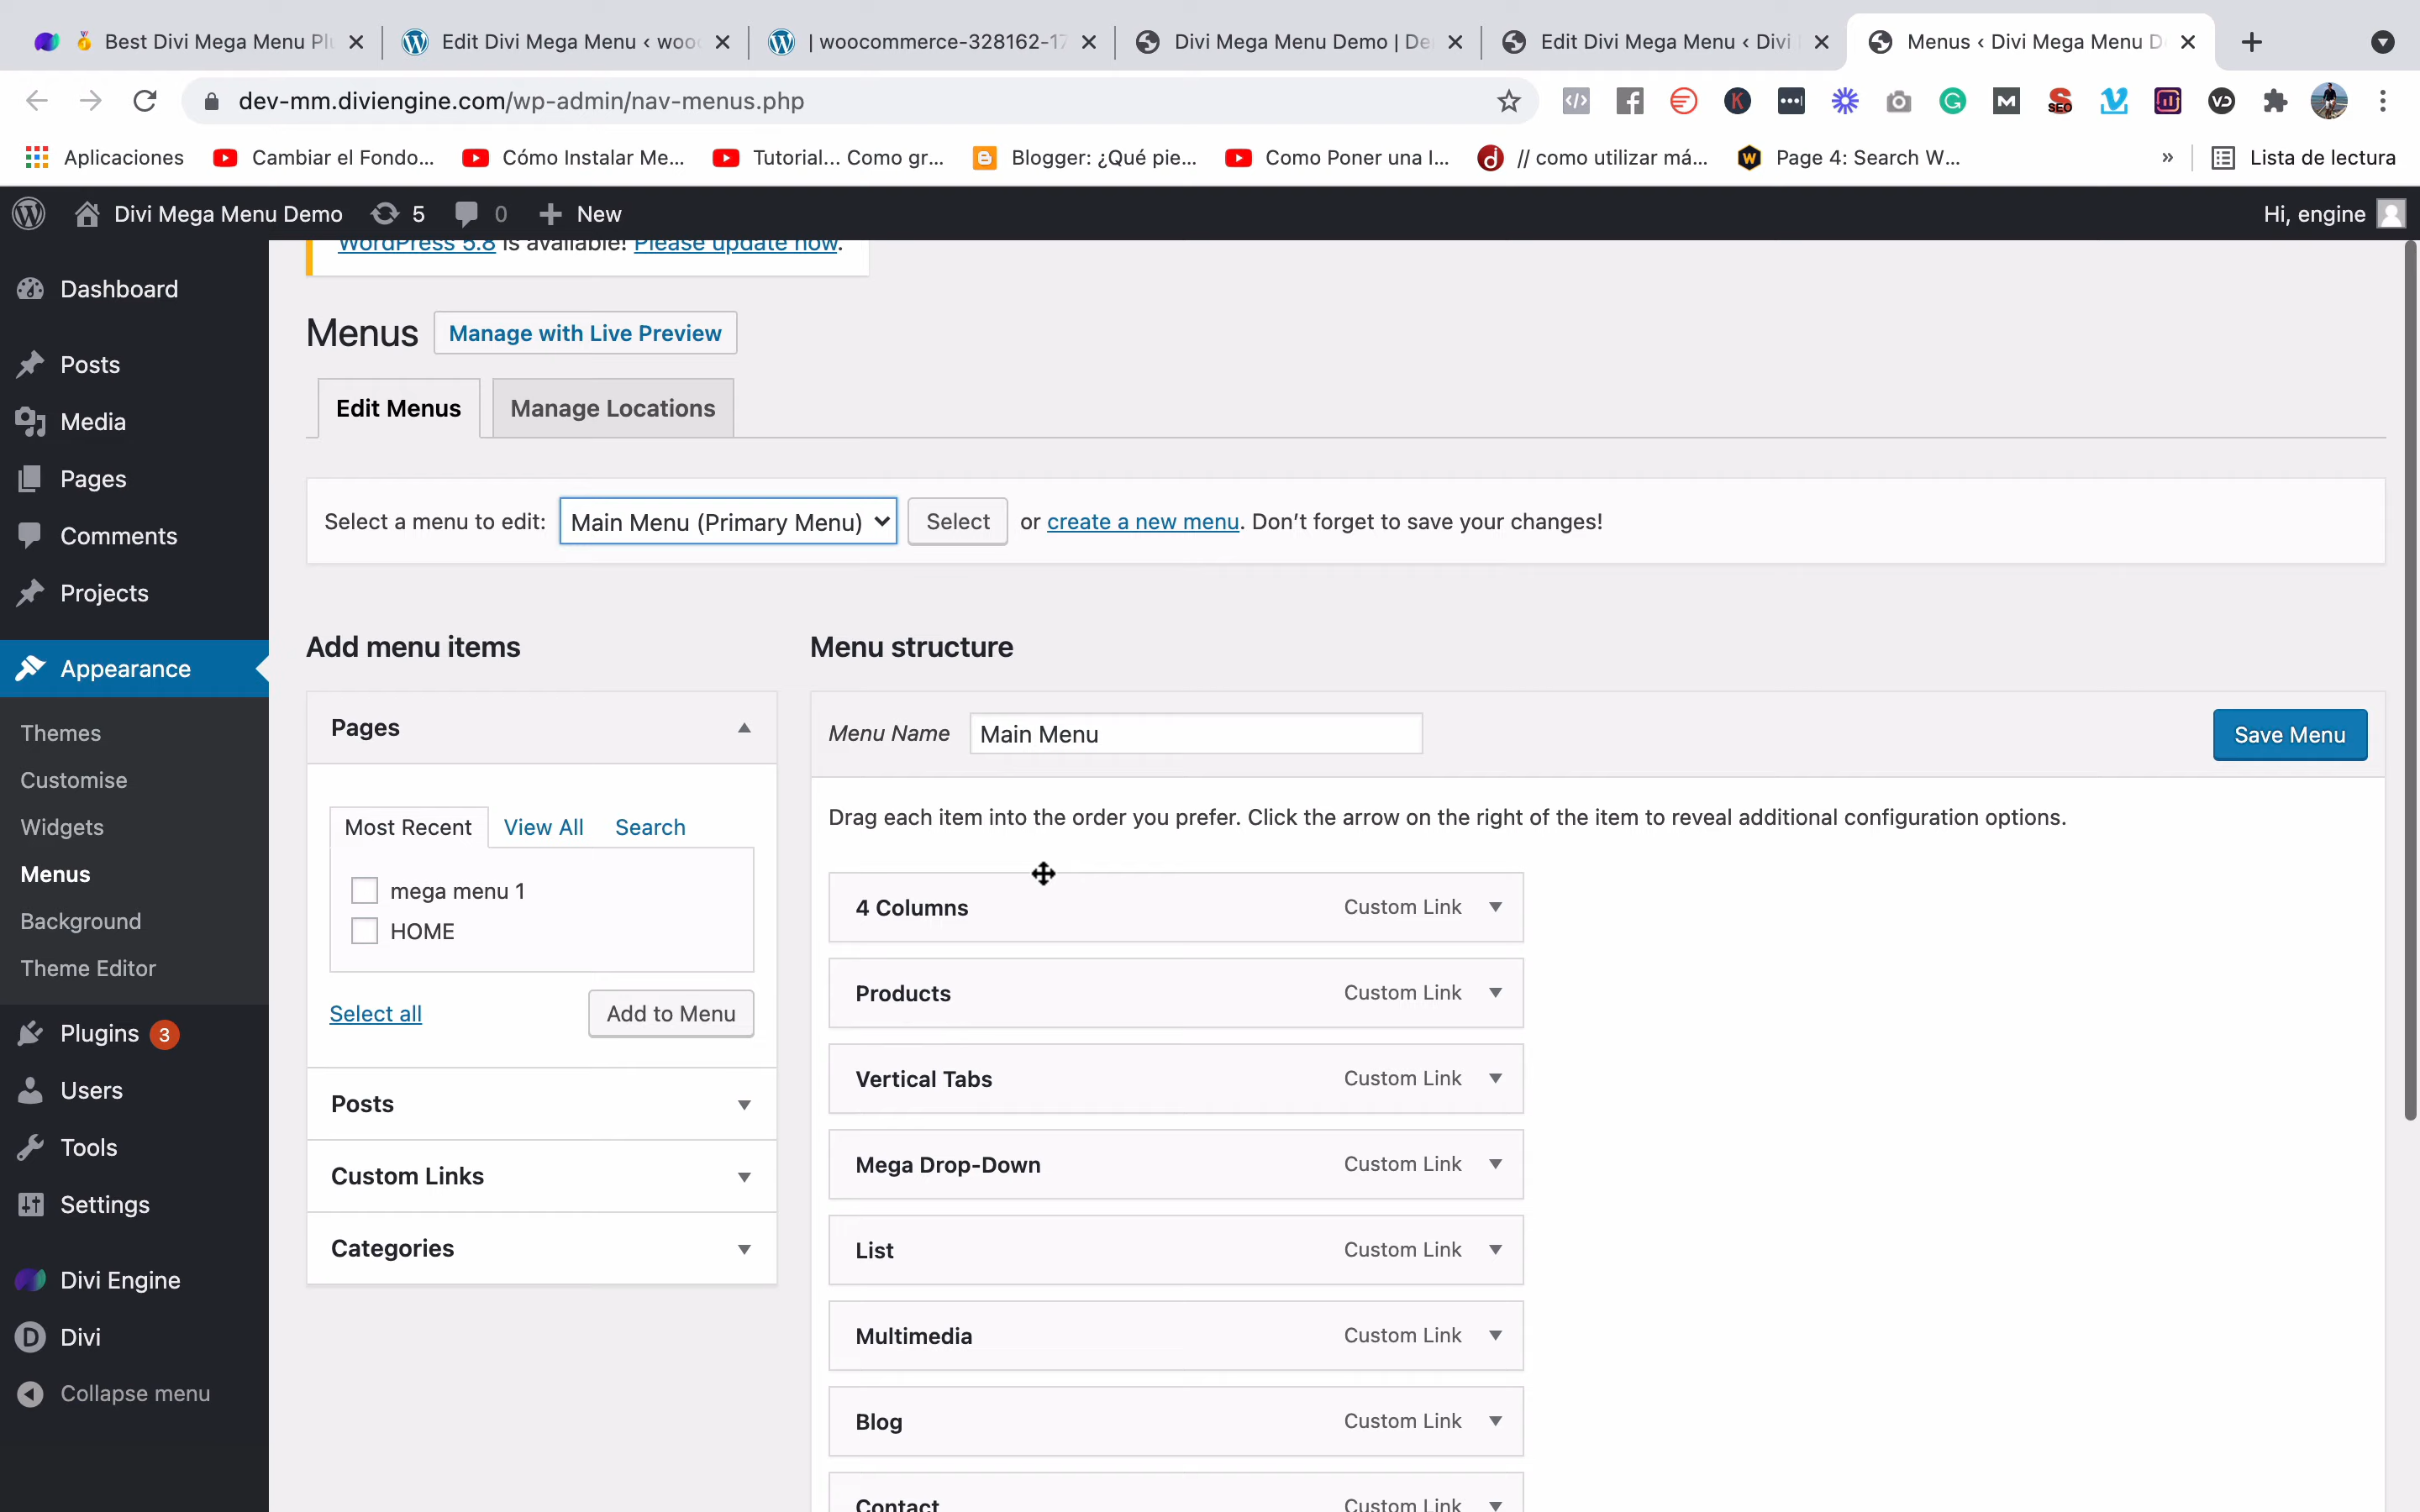 Best Divi Mega Menu Pl
Edit Divi Mega Menu ‹ woo
| woocommerce-328162-17
Divi Mega Menu Demo | De
Edit Divi Mega Menu ‹ Divi
Menus ‹ Divi Mega Menu D
dev-mm.diviengine.com/wp-admin/nav-menus.php
Aplicaciones
Cambiar el Fondo...
Cómo Instalar Me...
Tutorial... Como gr...
Blogger: ¿Qué pie...
Como Poner una I...
// como utilizar má...
Page 4: Search W...
»
Lista de lectura
Divi Mega Menu Demo
5
0
New
Hi, engine
WordPress 5.8 is available! Please update now.
Dashboard
Posts
Media
Pages
Comments
Projects
Appearance
Themes
Customise
Widgets
Menus
Background
Theme Editor
Plugins 3
Users
Tools
Settings
Divi Engine
Divi
Collapse menu
Menus
Manage with Live Preview
Edit Menus
Manage Locations
Select a menu to edit: Main Menu (Primary Menu) Select or create a new menu. Don't forget to save your changes!
Add menu items
Pages
Most Recent
View All
Search
mega menu 1
HOME
Select all
Add to Menu
Posts
Custom Links
Categories
Menu structure
Menu Name Main Menu
Save Menu
Drag each item into the order you prefer. Click the arrow on the right of the item to reveal additional configuration options.
4 Columns Custom Link
Products Custom Link
Vertical Tabs Custom Link
Mega Drop-Down Custom Link
List Custom Link
Multimedia Custom Link
Blog Custom Link
Contact Custom Link